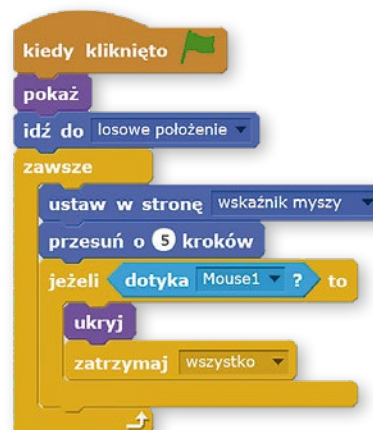 kiedy kliknięto
pokaż
idź do losowe położenie
zawsze
ustaw w stronę wskaźnik myszy
przesuń o 5 kroków
jeżeli dotyka Mouse1 ? to
ukryj
zatrzymaj wszystko